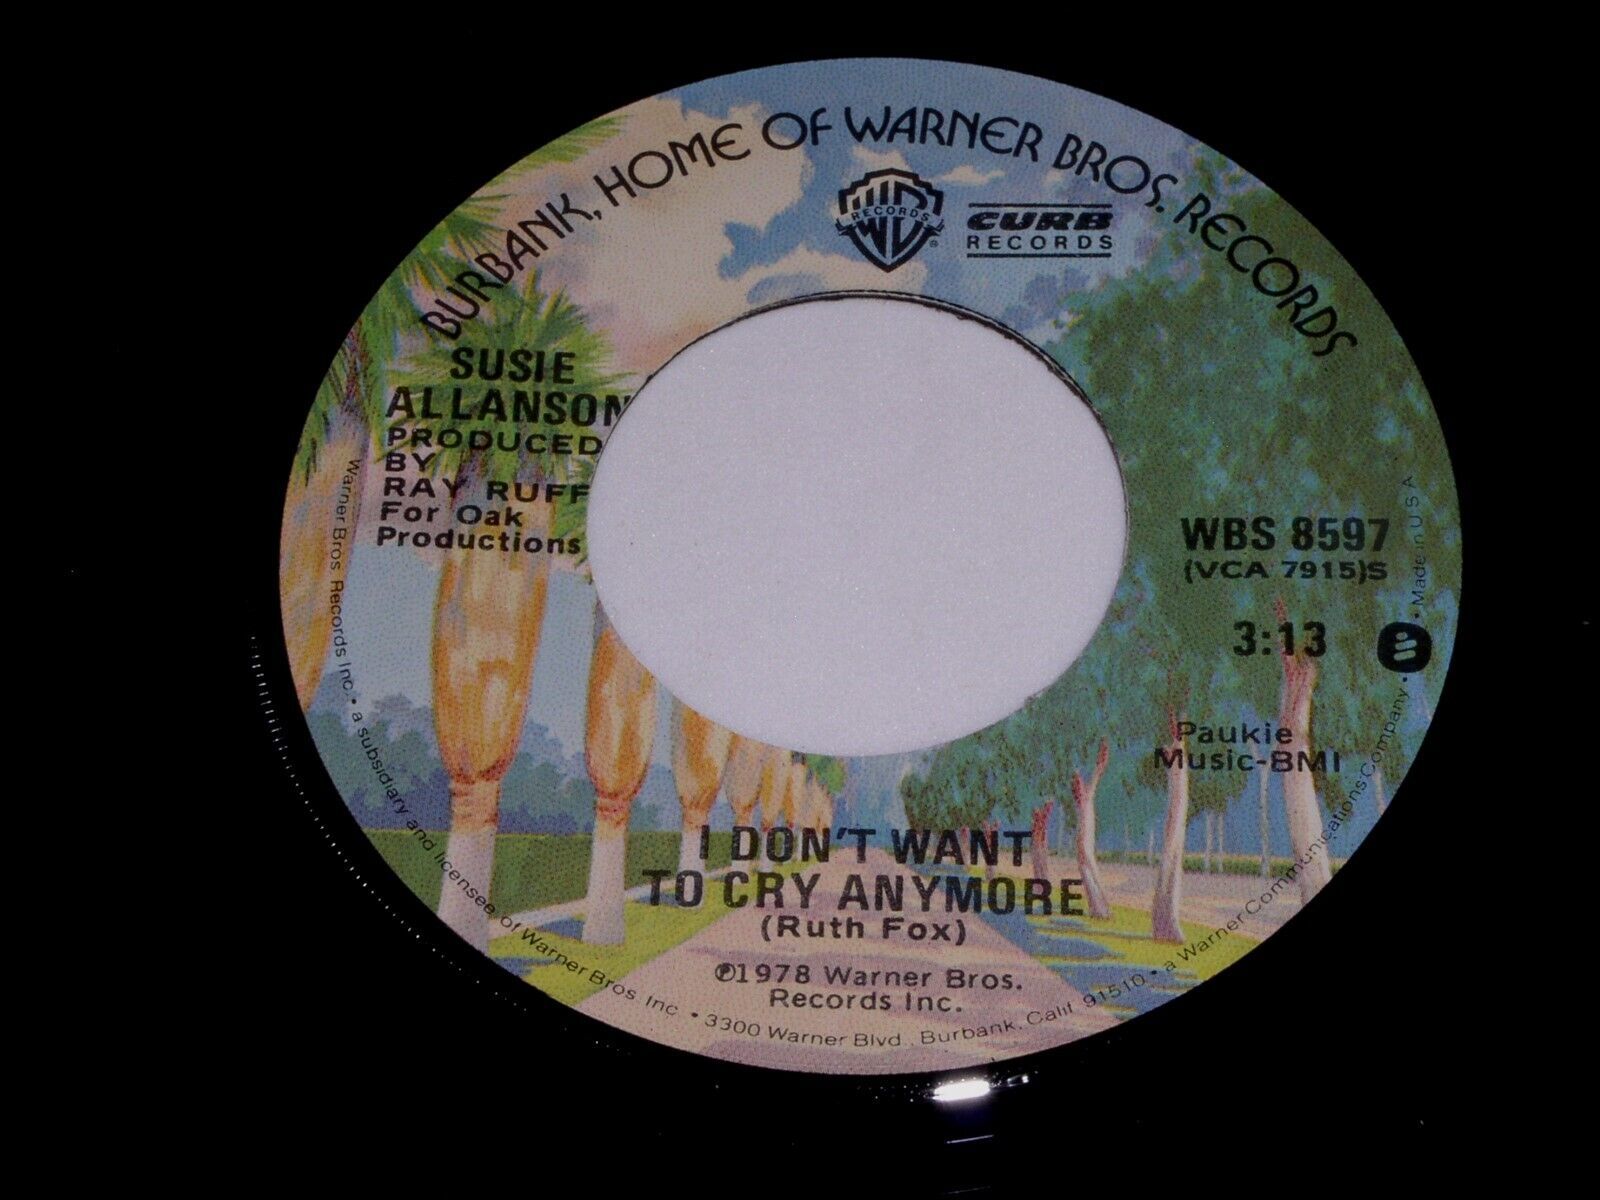 BURBANK, HOME OF WARNER BROS. RECORDS
WB
RECORDS
®
CURB
RECORDS
SUSIE
ALLANSON
PRODUCED
BY
RAY RUFF
For Oak
Productions
WBS 8597
(VCA 7915)S
3:13
Paukie
Music-BMI
I DON'T WANT
TO CRY ANYMORE
(Ruth Fox)
℗1978 Warner Bros.
Records Inc.
Warner Bros. Records Inc. • a subsidiary and licensee of Warner Bros. Inc. • 3300 Warner Blvd., Burbank, Calif. 91510 • a Warner Communications Company • Made in U S A